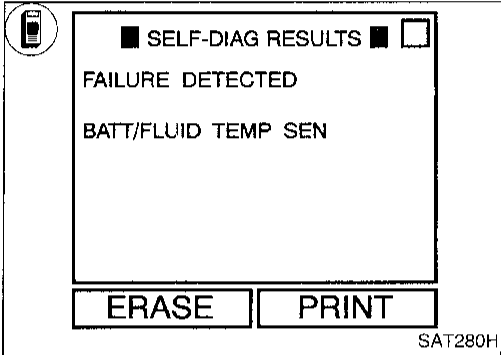 ■ SELF-DIAG RESULTS ■
FAILURE DETECTED
BATT/FLUID TEMP SEN
ERASE PRINT
SAT280H